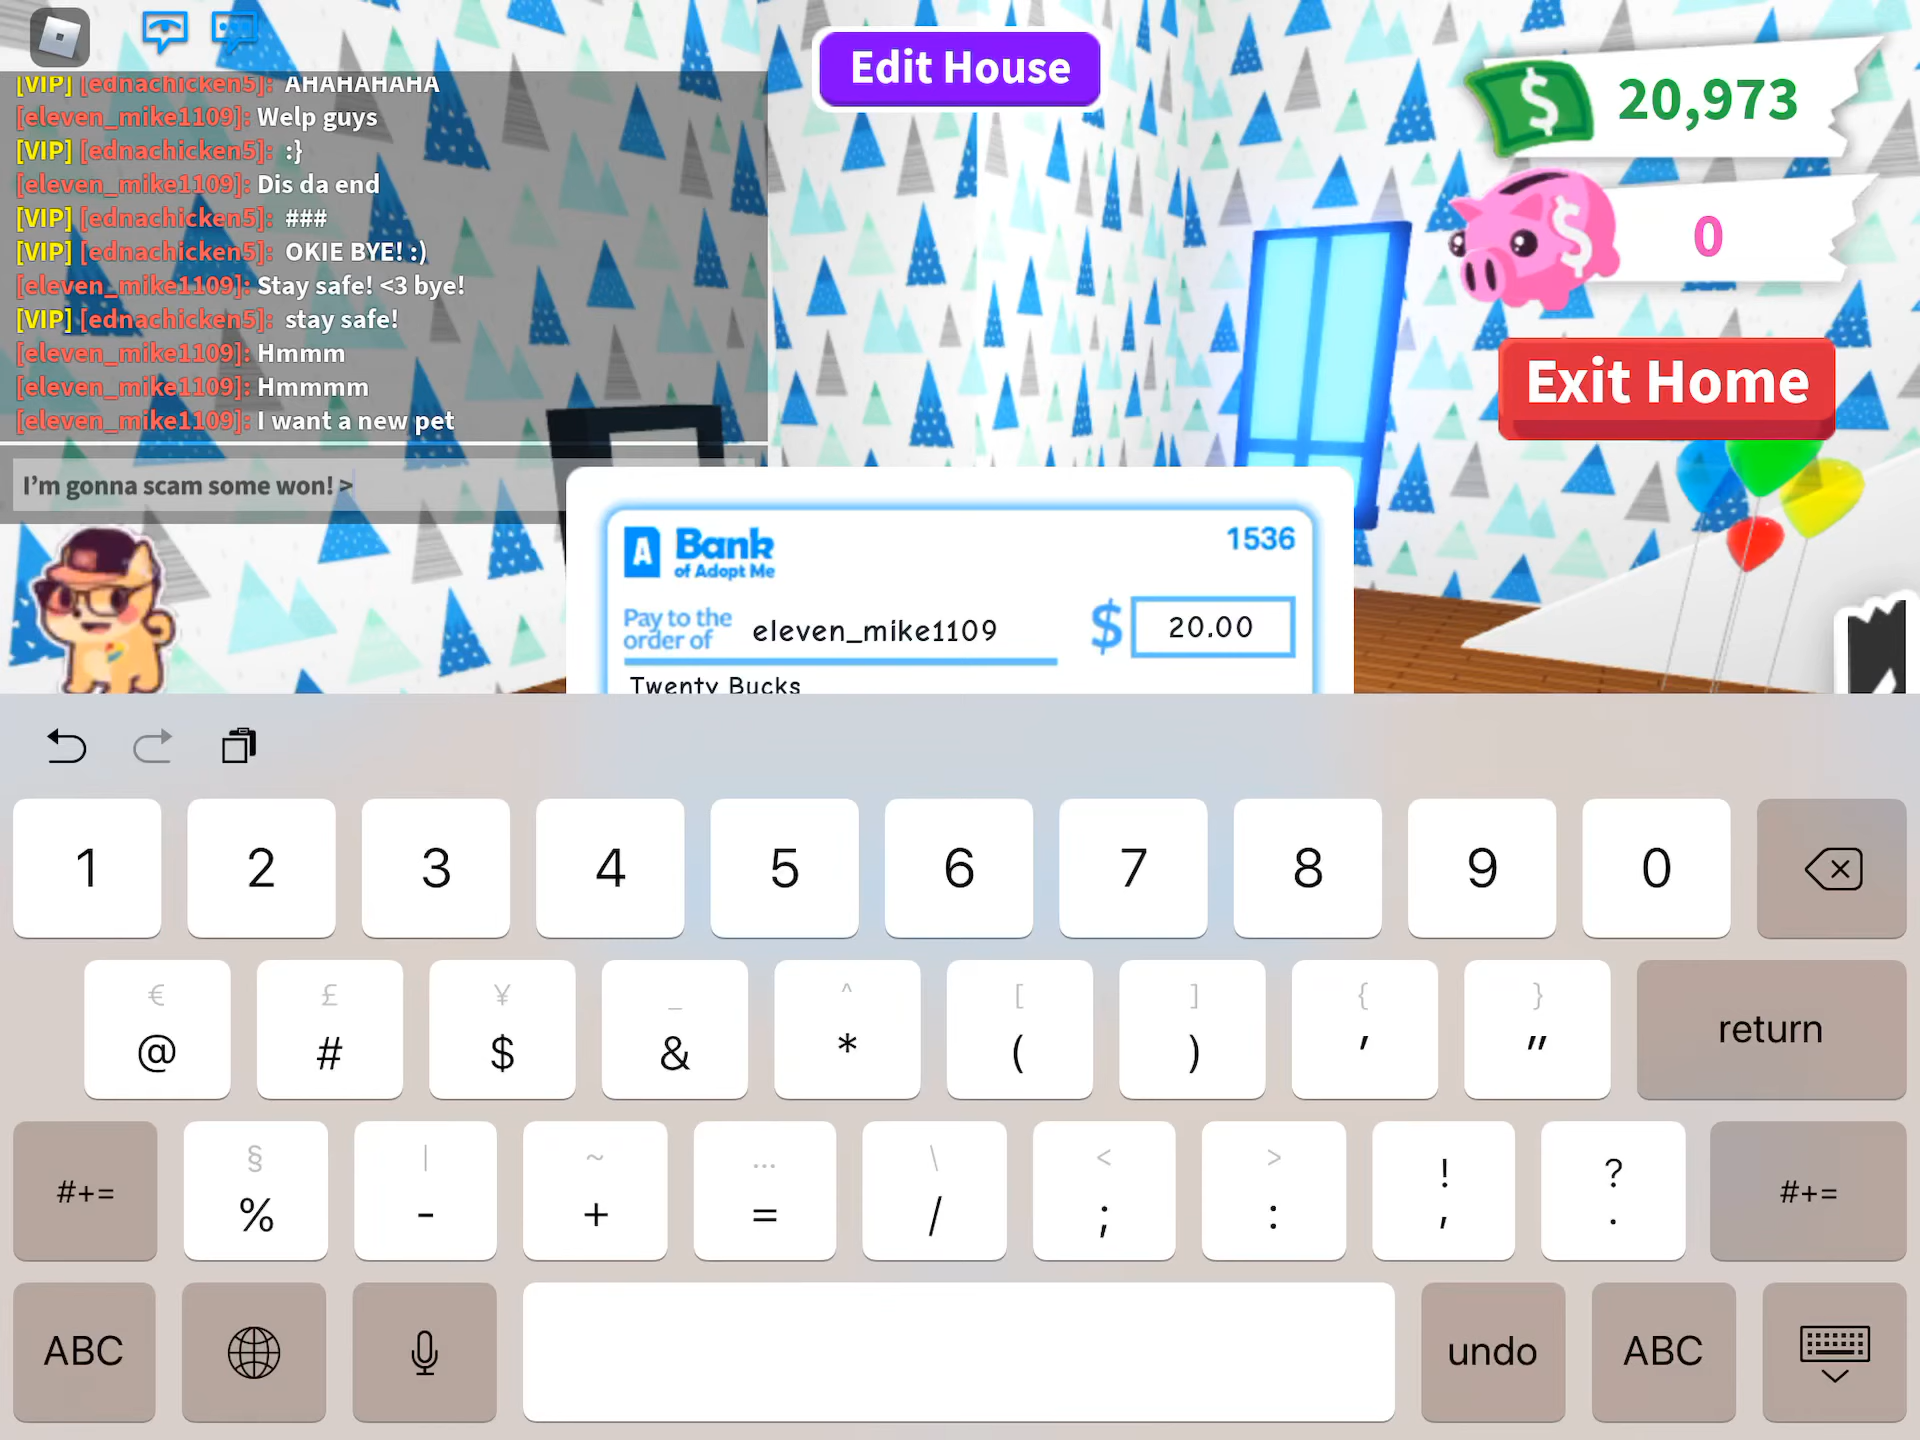 Edit House
20,973
0
Exit Home
[VIP] [ednachicken5]: AHAHAHAHA
[eleven_mike1109]: Welp guys
[VIP] [ednachicken5]: :}
[eleven_mike1109]: Dis da end
[VIP] [ednachicken5]: ###
[VIP] [ednachicken5]: OKIE BYE! :)
[eleven_mike1109]: Stay safe! <3 bye!
[VIP] [ednachicken5]: stay safe!
[eleven_mike1109]: Hmmm
[eleven_mike1109]: Hmmmm
[eleven_mike1109]: I want a new pet
I'm gonna scam some won! >
A Bank
of Adopt Me
1536
Pay to the
order of
eleven_mike1109
$ 20.00
Twenty Bucks
1 2 3 4 5 6 7 8 9 0
€ £ ¥ _ ^ [ ] { }
@ # $ & * ( ) ' " return
§ | ~ … \ < > ! ?
#+= % - + = / ; : , . #+=
ABC undo ABC